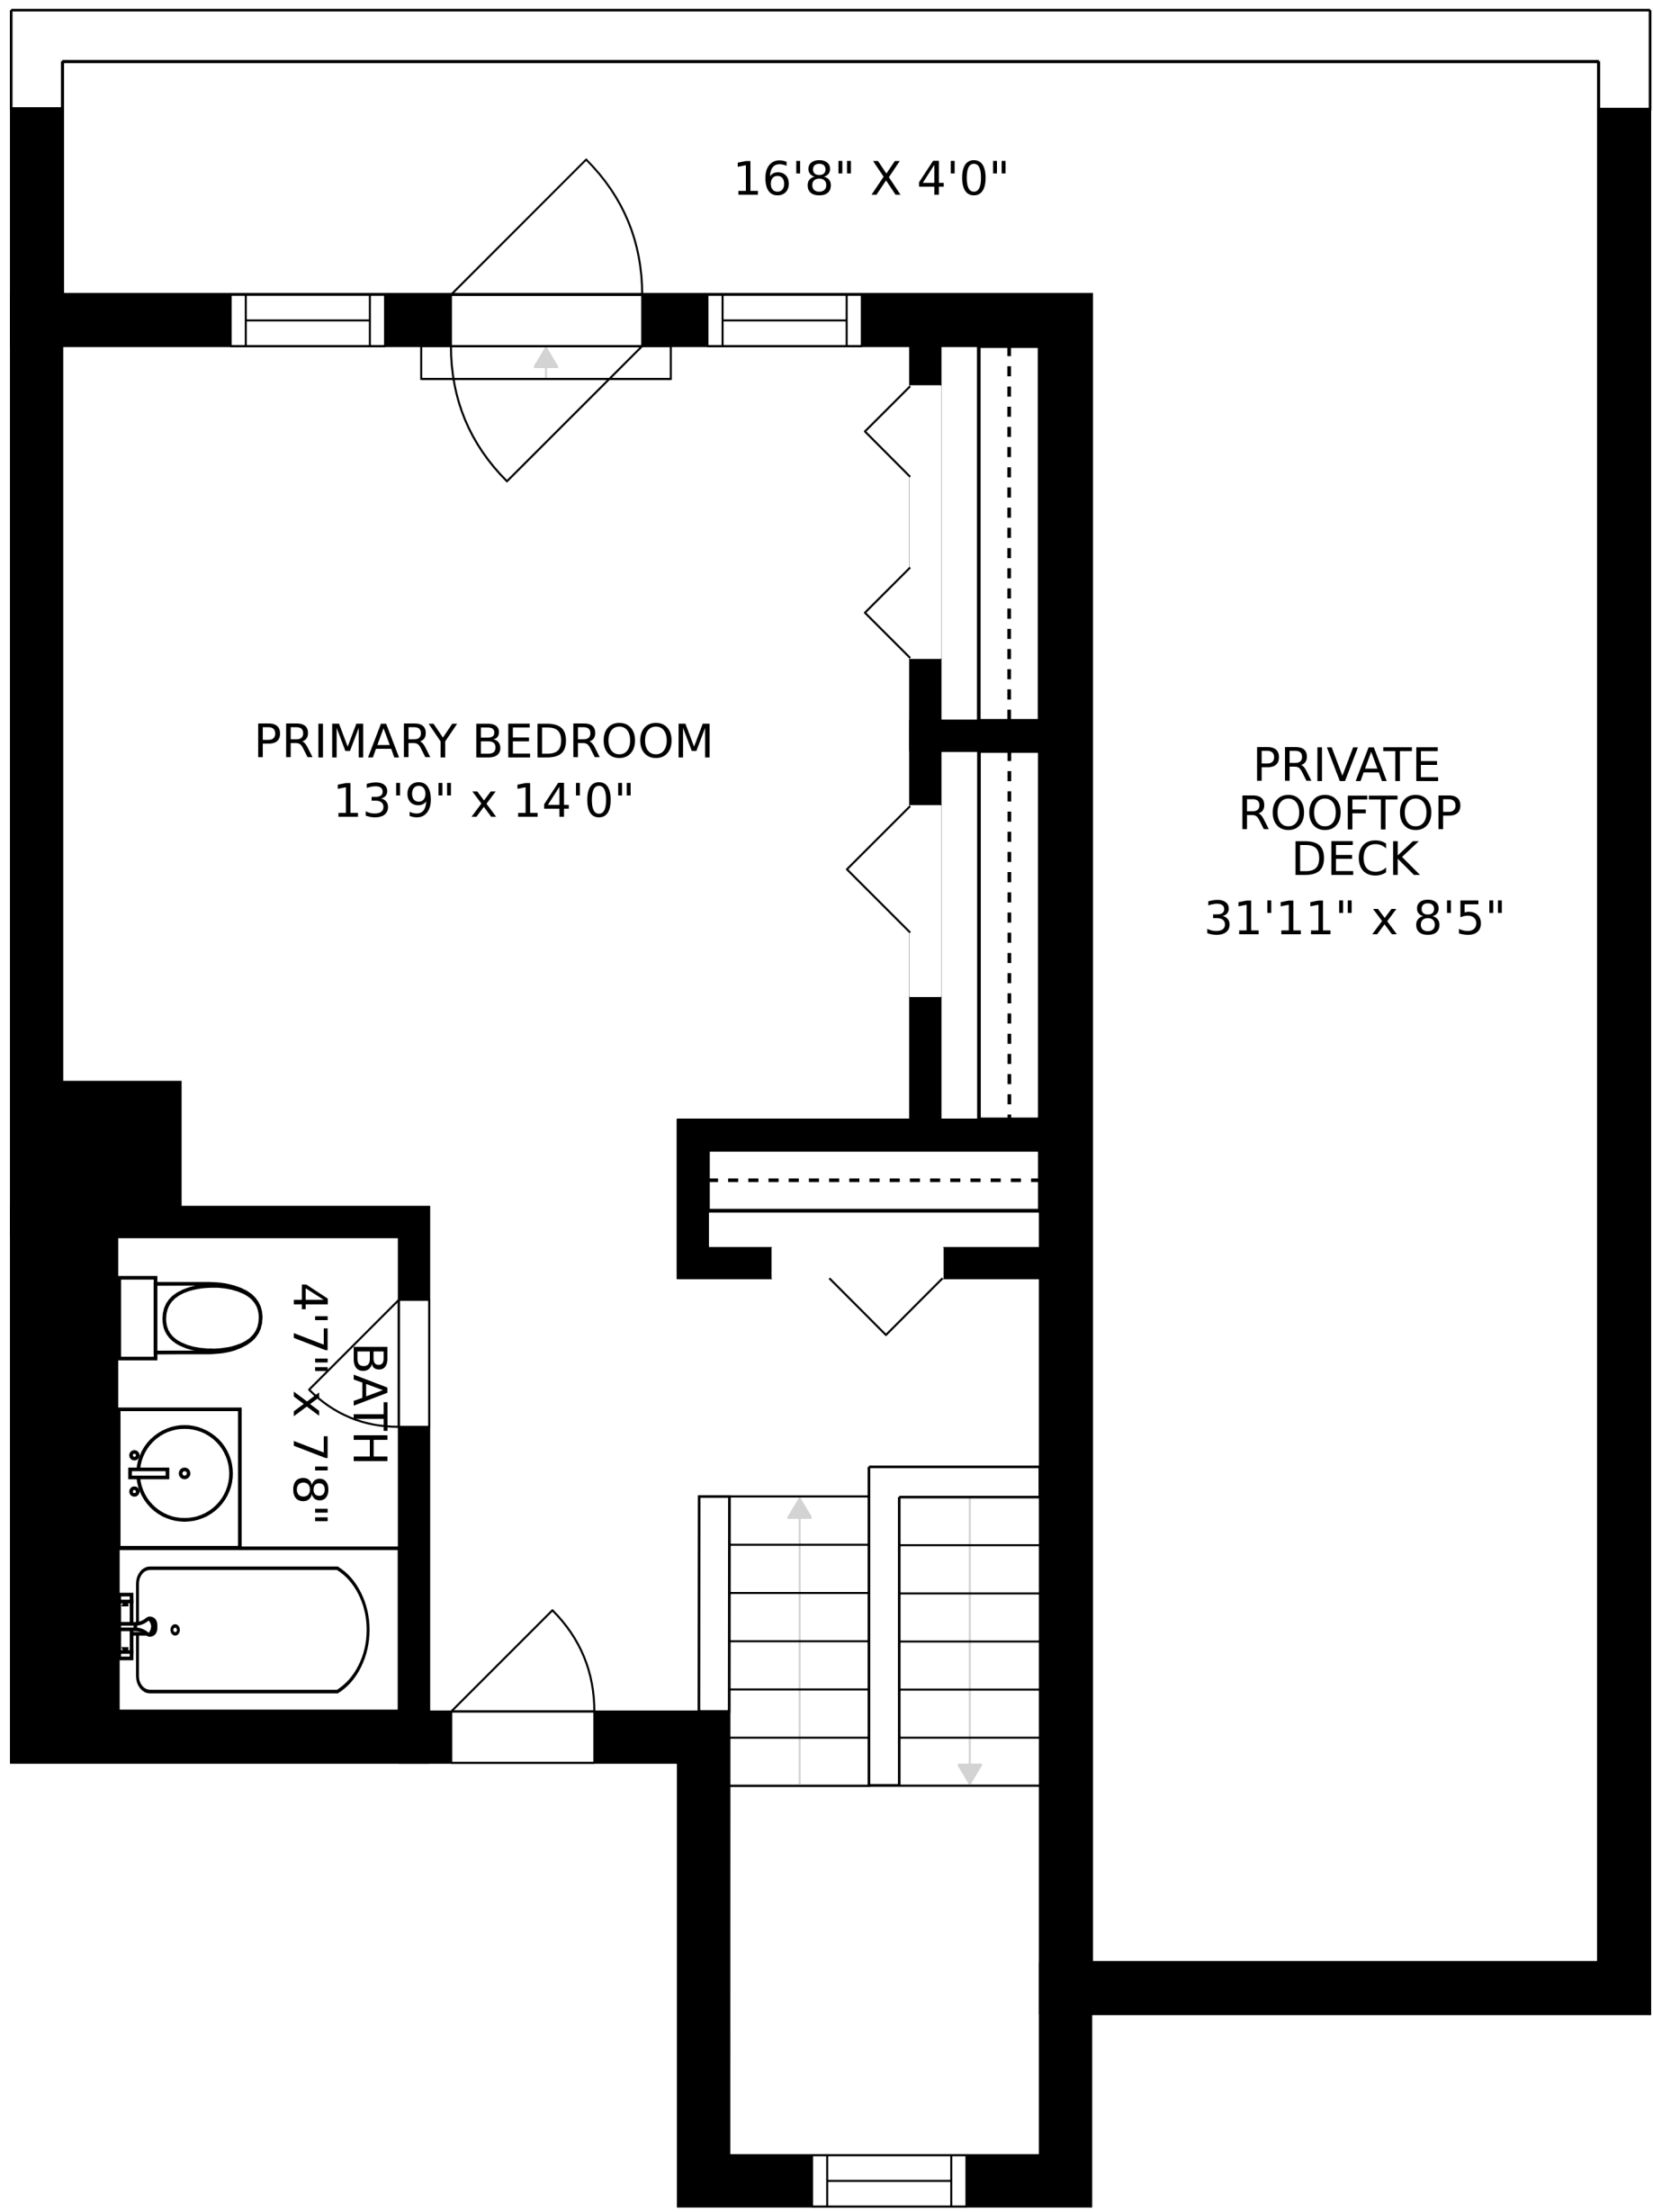 16'8" X 4'0"
PRIMARY BEDROOM
13'9" x 14'0"
PRIVATE
ROOFTOP
DECK
31'11" x 8'5"
BATH
4'7" x 7'8"